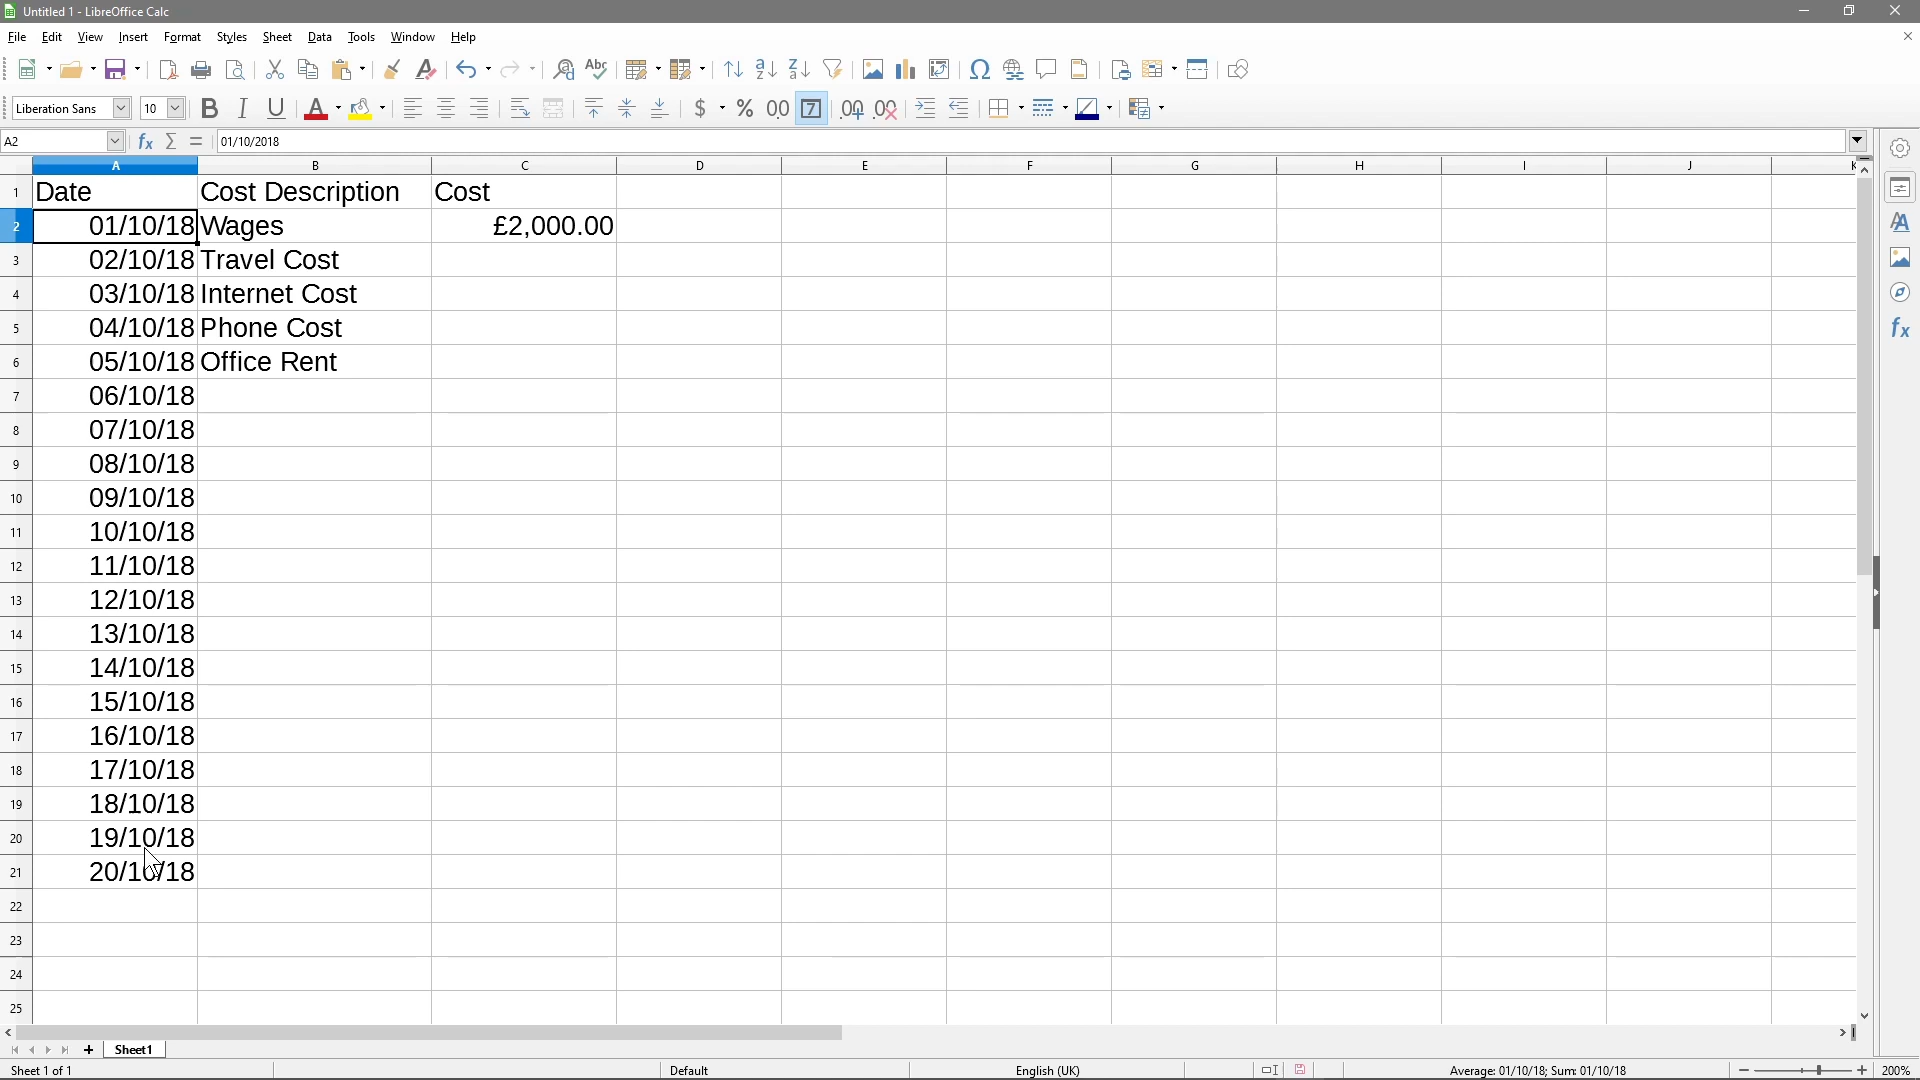 Untitled 1 - LibreOffice Calc
File Edit View Insert Format Styles Sheet Data Tools Window Help
Liberation Sans 10
A2 01/10/2018
A B C D E F G H I J
1 Date Cost Description Cost
2 01/10/18 Wages £2,000.00
3 02/10/18 Travel Cost
4 03/10/18 Internet Cost
5 04/10/18 Phone Cost
6 05/10/18 Office Rent
7 06/10/18
8 07/10/18
9 08/10/18
10 09/10/18
11 10/10/18
12 11/10/18
13 12/10/18
14 13/10/18
15 14/10/18
16 15/10/18
17 16/10/18
18 17/10/18
19 18/10/18
20 19/10/18
21 20/10/18
22
23
24
25
Sheet1
Sheet 1 of 1 Default English (UK) Average: 01/10/18; Sum: 01/10/18 200%